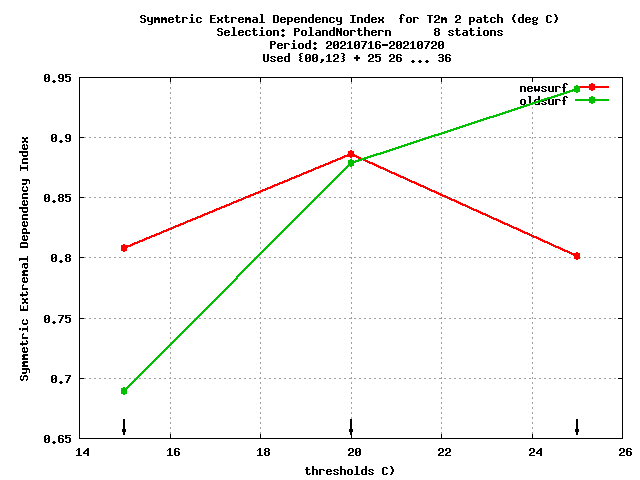 Symmetric Extremal Dependency Index  for T2m 2 patch (deg C)
Selection: PolandNorthern      8 stations
Period: 20210716-20210720
Used {00,12} + 25 26 ... 36
0.95
newsurf
oldsurf
0.9
0.85
0.8
0.75
0.7
0.65
Symmetric Extremal Dependency Index
14 16 18 20 22 24 26
thresholds C)